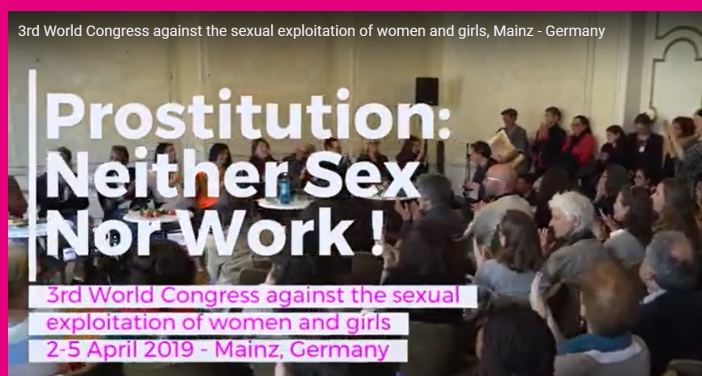 3rd World Congress against the sexual exploitation of women and girls, Mainz - Germany
Prostitution:
Neither Sex
Nor Work !
3rd World Congress against the sexual
exploitation of women and girls
2-5 April 2019 - Mainz, Germany